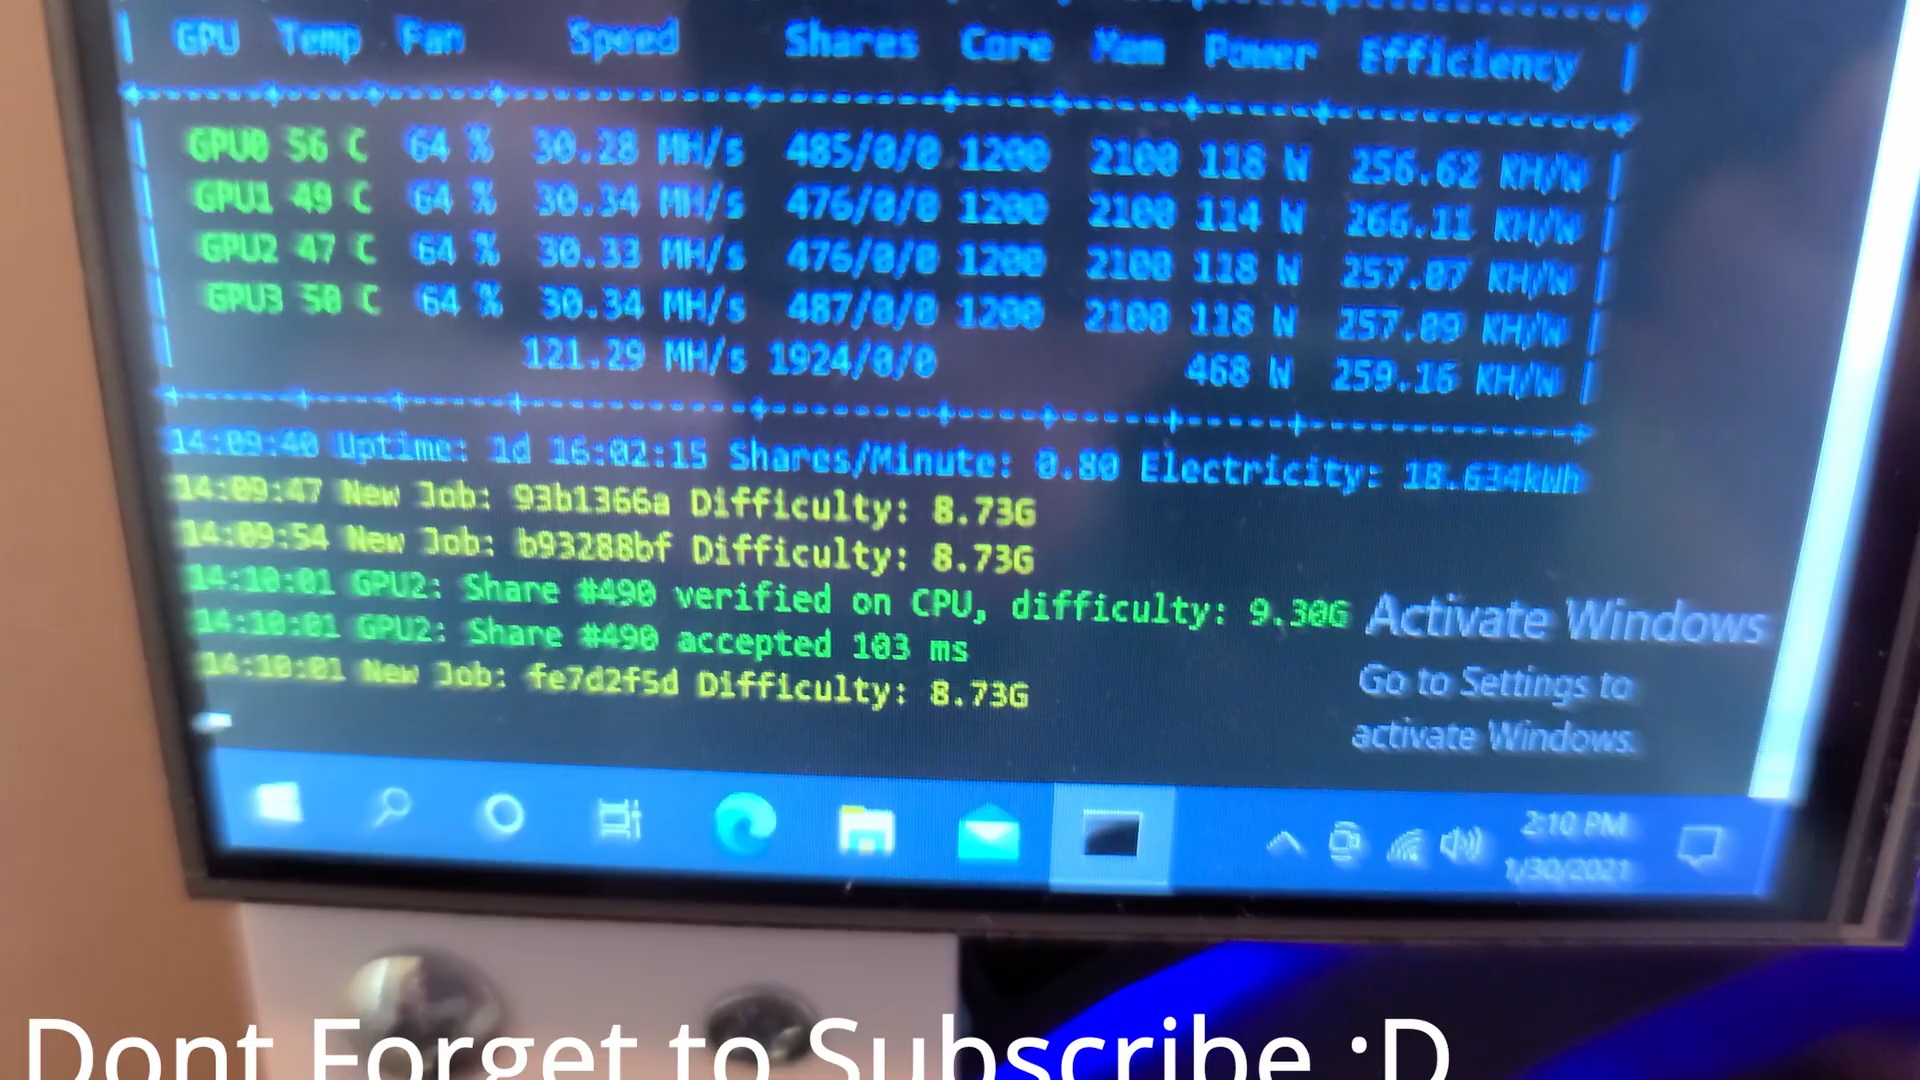 GPU Temp Fan Speed Shares Core Mem Power Efficiency
GPU0 56 C 64 % 30.28 MH/s 485/0/0 1200 2100 118 W 256.62 KH/W
GPU1 49 C 64 % 30.34 MH/s 476/0/0 1200 2100 114 W 266.11 KH/W
GPU2 47 C 64 % 30.33 MH/s 476/0/0 1200 2100 118 W 257.07 KH/W
GPU3 50 C 64 % 30.34 MH/s 487/0/0 1200 2100 118 W 257.09 KH/W
121.29 MH/s 1924/0/0 468 W 259.16 KH/W
14:09:40 Uptime: 1d 16:02:15 Shares/Minute: 0.80 Electricity: 18.634kWh
14:09:47 New Job: 93b1366a Difficulty: 8.73G
14:09:54 New Job: b93288bf Difficulty: 8.73G
14:10:01 GPU2: Share #490 verified on CPU, difficulty: 9.30G
14:10:01 GPU2: Share #490 accepted 103 ms
14:10:01 New Job: fe7d2f5d Difficulty: 8.73G
Activate Windows
Go to Settings to
activate Windows.
2:10 PM
1/30/2021
Dont Forget to Subscribe :D